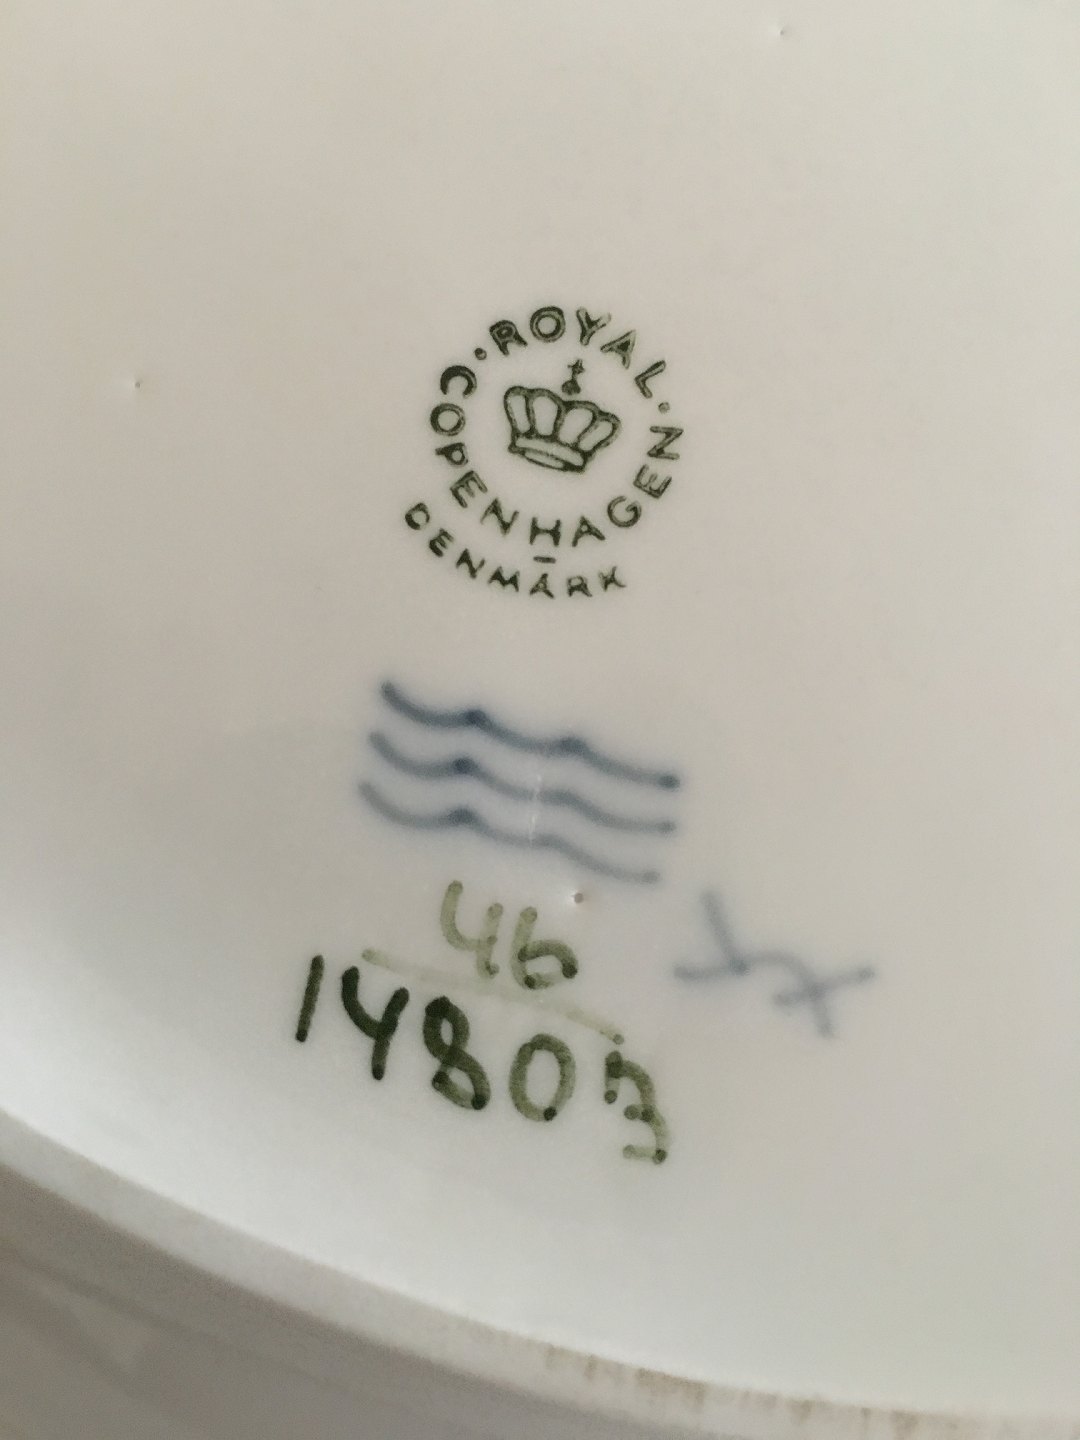 ROYAL
COPENHAGEN
DENMARK
46
14803